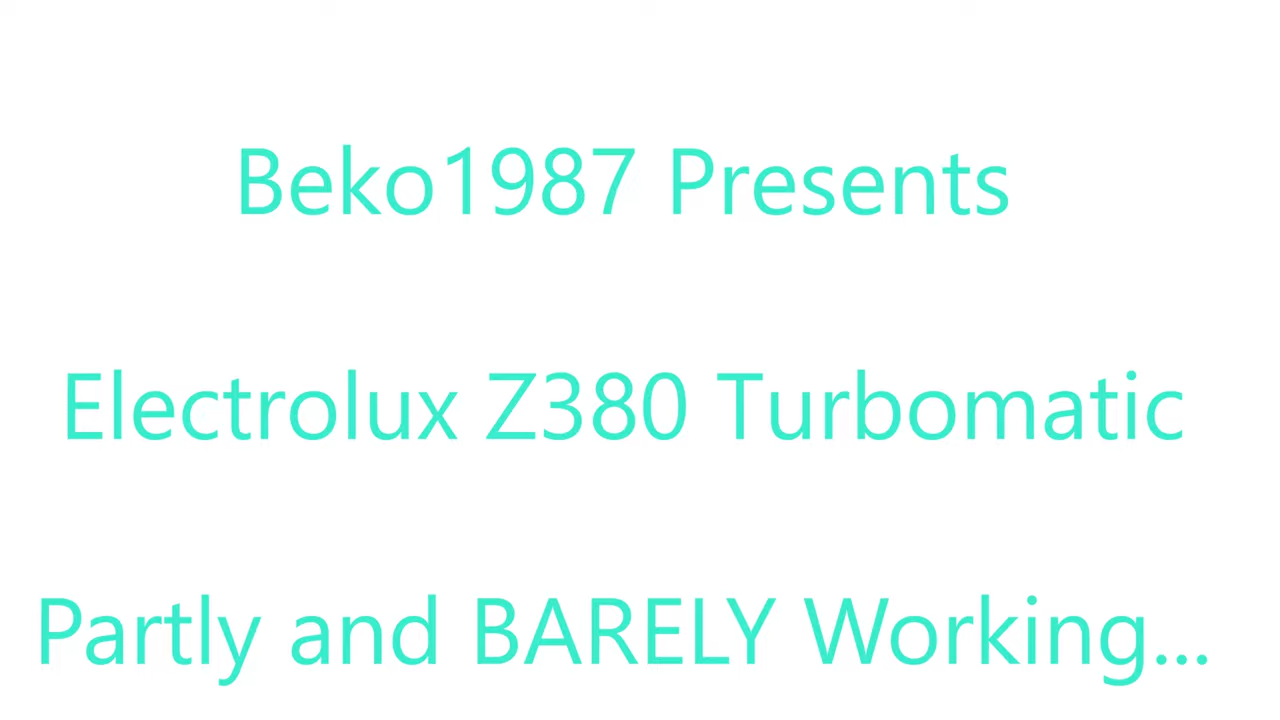 Beko1987 Presents
Electrolux Z380 Turbomatic
Partly and BARELY Working...